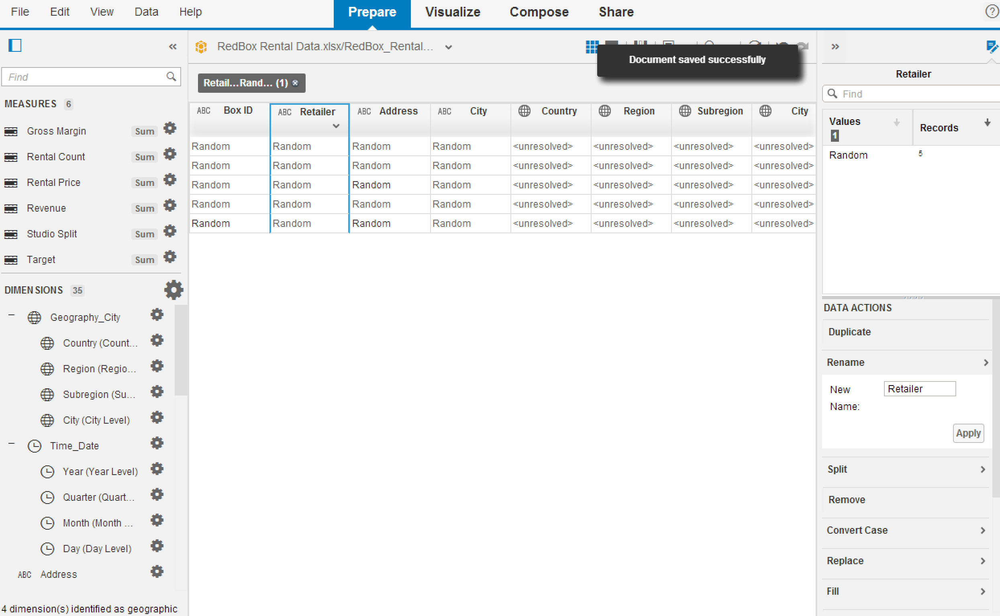 File Edit View Data Help Prepare Visualize Compose Share ?
« RedBox Rental Data.xlsx/RedBox_Rental... »
Document saved successfully
Find
Retail...Rand... (1)
Retailer
Find
MEASURES 6
Gross Margin Sum
Rental Count Sum
Rental Price Sum
Revenue Sum
Studio Split Sum
Target Sum
DIMENSIONS 35
Geography_City
Country (Count...
Region (Regio...
Subregion (Su...
City (City Level)
Time_Date
Year (Year Level)
Quarter (Quart...
Month (Month ...
Day (Day Level)
ABC Address
4 dimension(s) identified as geographic
ABC Box ID ABC Retailer ABC Address ABC City Country Region Subregion City
Random Random Random Random <unresolved> <unresolved> <unresolved> <unresolved>
Random Random Random Random <unresolved> <unresolved> <unresolved> <unresolved>
Random Random Random Random <unresolved> <unresolved> <unresolved> <unresolved>
Random Random Random Random <unresolved> <unresolved> <unresolved> <unresolved>
Random Random Random Random <unresolved> <unresolved> <unresolved> <unresolved>
Values Records
1
Random 5
DATA ACTIONS
Duplicate
Rename
New Retailer
Name:
Apply
Split
Remove
Convert Case
Replace
Fill